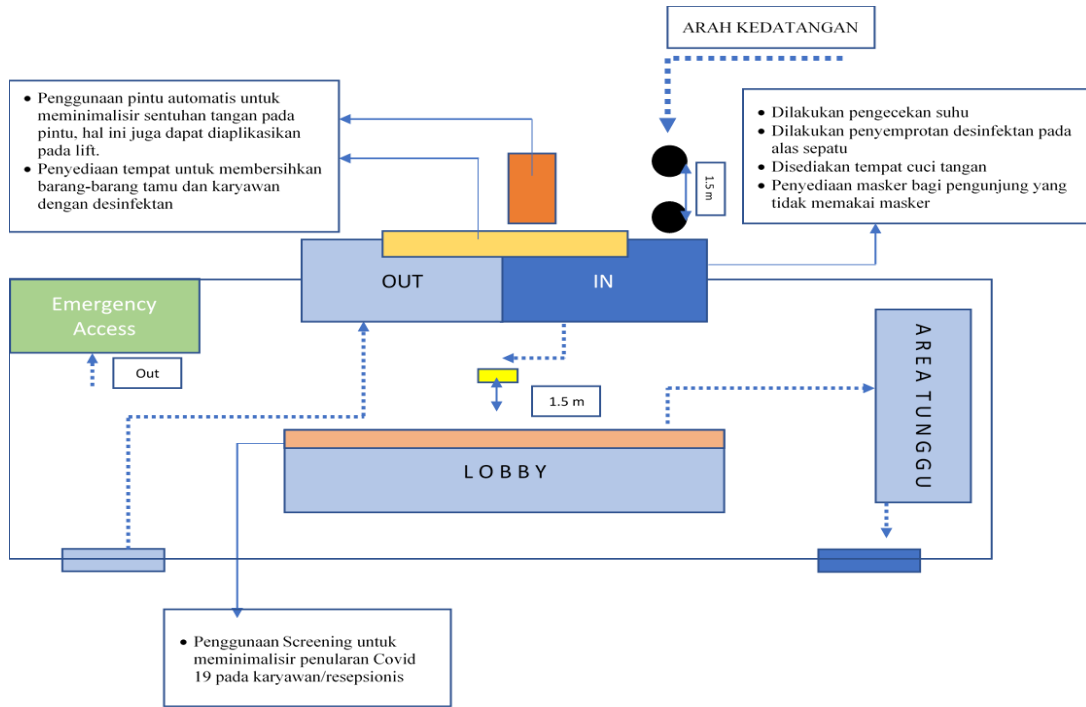 ARAH KEDATANGAN
• Penggunaan pintu automatis untuk
meminimalisir sentuhan tangan pada
pintu, hal ini juga dapat diaplikasikan
pada lift.
• Penyediaan tempat untuk membersihkan
barang-barang tamu dan karyawan
dengan desinfektan
• Dilakukan pengecekan suhu
• Dilakukan penyemprotan desinfektan pada
alas sepatu
• Disediakan tempat cuci tangan
• Penyediaan masker bagi pengunjung yang
tidak memakai masker
1.5 m
OUT
IN
Emergency
Access
Out
1.5 m
AREA TUNGGU
LOBBY
• Penggunaan Screening untuk
meminimalisir penularan Covid
19 pada karyawan/resepsionis